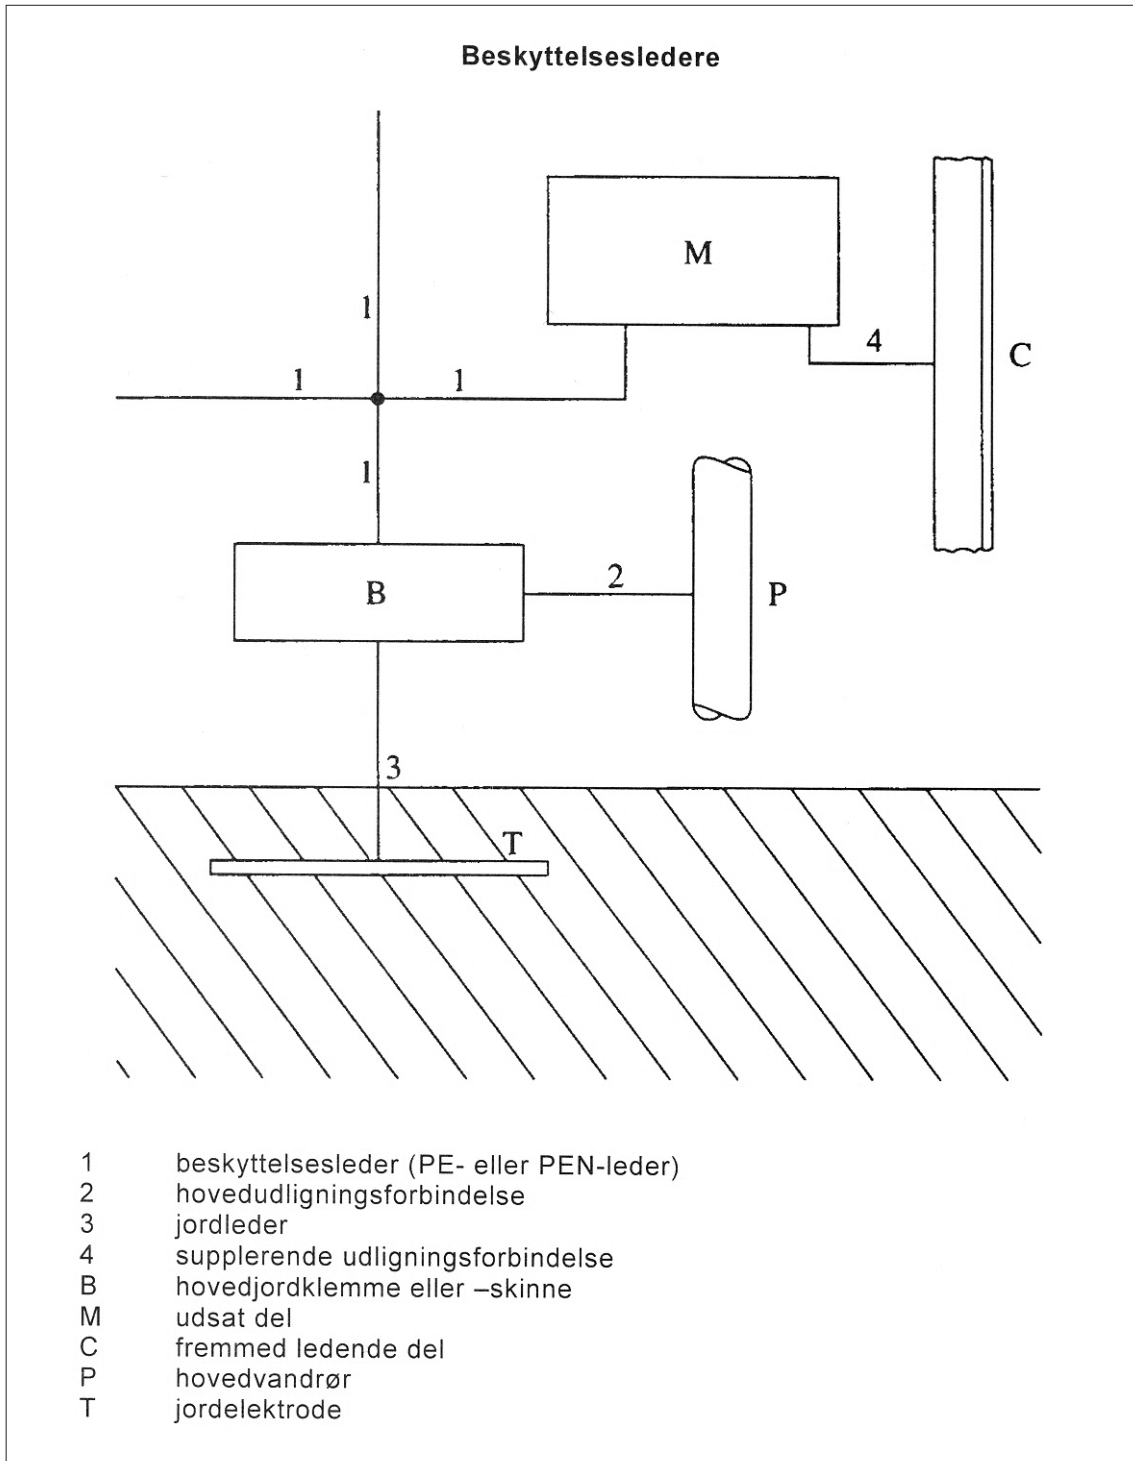 Beskyttelsesledere
M
1
4
C
1
1
1
B
2
P
3
T
1 beskyttelsesleder (PE- eller PEN-leder)
2 hovedudligningsforbindelse
3 jordleder
4 supplerende udligningsforbindelse
B hovedjordklemme eller –skinne
M udsat del
C fremmed ledende del
P hovedvandrør
T jordelektrode